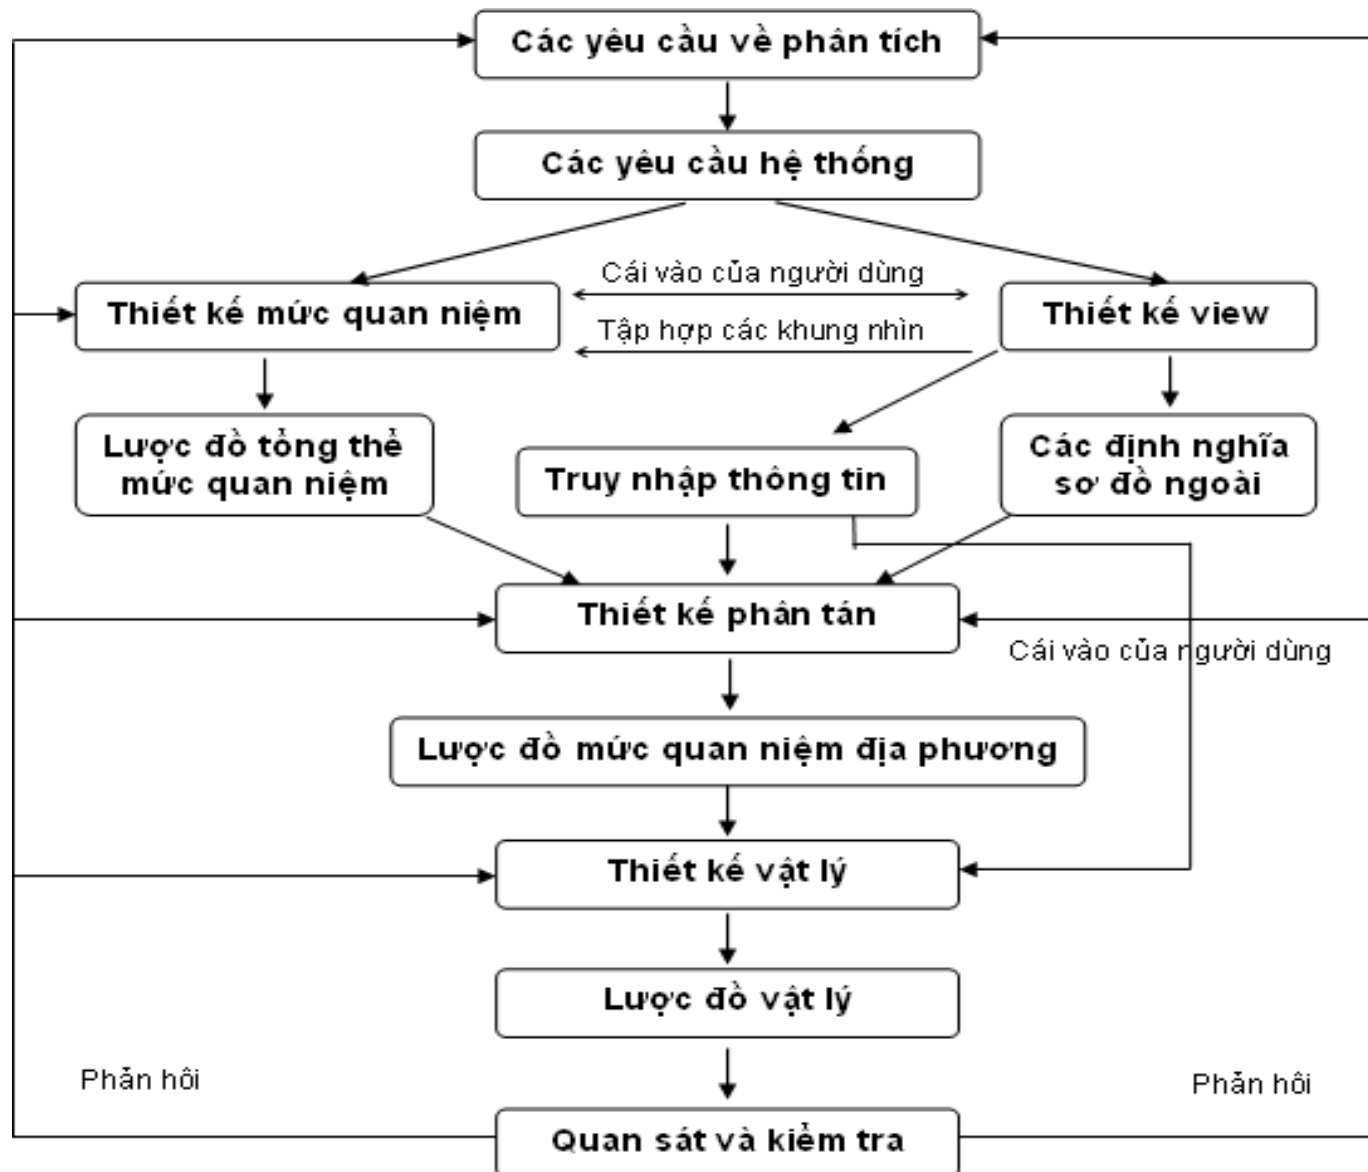 Các yêu cầu về phân tích
Các yêu cầu hệ thống
Cái vào của người dùng
Thiết kế mức quan niệm
Thiết kế view
Tập hợp các khung nhìn
Lược đồ tổng thể
mức quan niệm
Truy nhập thông tin
Các định nghĩa
sơ đồ ngoài
Thiết kế phân tán
Cái vào của người dùng
Lược đồ mức quan niệm địa phương
Thiết kế vật lý
Lược đồ vật lý
Phản hôi
Phản hôi
Quan sát và kiểm tra